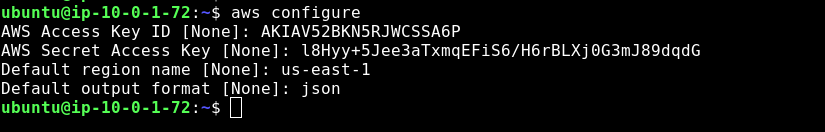 ubuntu@ip-10-0-1-72:~$ aws configure
AWS Access Key ID [None]: AKIAV52BKN5RJWCSSA6P
AWS Secret Access Key [None]: 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
Default region name [None]: us-east-1
Default output format [None]: json
ubuntu@ip-10-0-1-72:~$